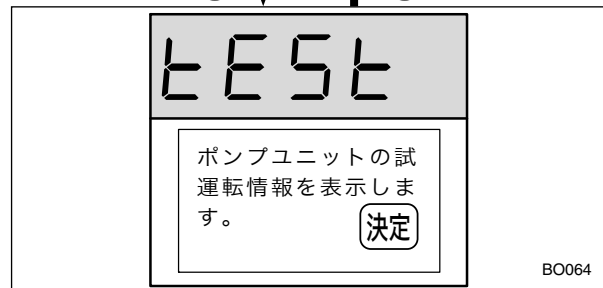 tESt
ポンプユニットの試
運転情報を表示しま
す。
決定
BO064